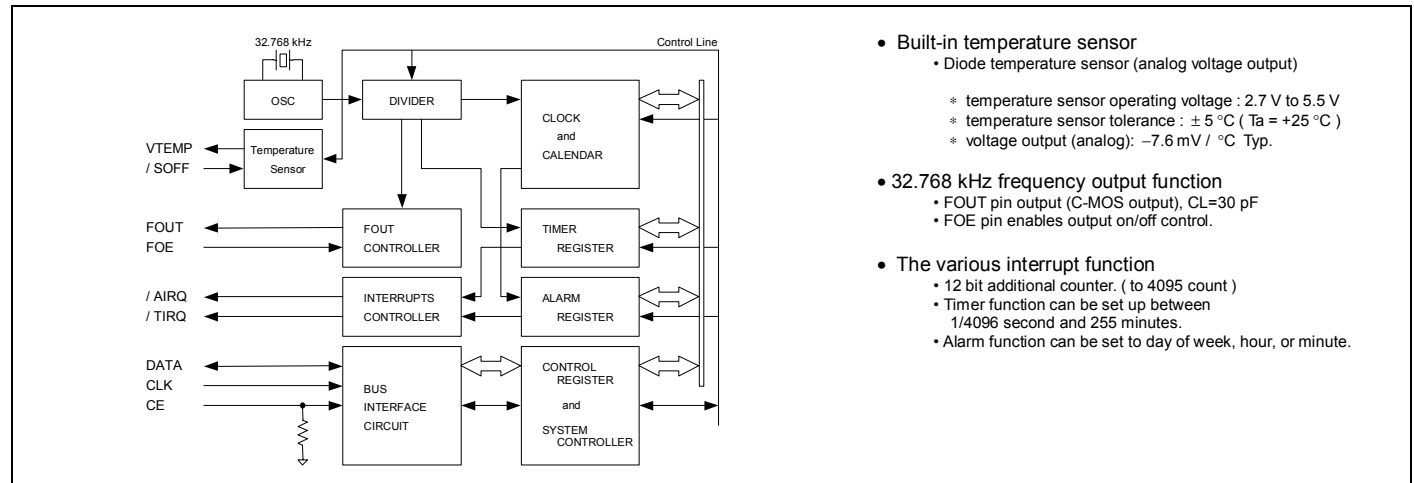 32.768 kHz
Control Line
OSC
DIVIDER
CLOCK
and
CALENDAR
VTEMP
/ SOFF
Temperature
Sensor
FOUT
FOE
FOUT
CONTROLLER
TIMER
REGISTER
/ AIRQ
/ TIRQ
INTERRUPTS
CONTROLLER
ALARM
REGISTER
DATA
CLK
CE
BUS
INTERFACE
CIRCUIT
CONTROL
REGISTER
and
SYSTEM
CONTROLLER
• Built-in temperature sensor
• Diode temperature sensor (analog voltage output)
* temperature sensor operating voltage : 2.7 V to 5.5 V
* temperature sensor tolerance : ± 5 °C ( Ta = +25 °C )
* voltage output (analog): −7.6 mV / °C Typ.
• 32.768 kHz frequency output function
• FOUT pin output (C-MOS output), CL=30 pF
• FOE pin enables output on/off control.
• The various interrupt function
• 12 bit additional counter. ( to 4095 count )
• Timer function can be set up between
1/4096 second and 255 minutes.
• Alarm function can be set to day of week, hour, or minute.